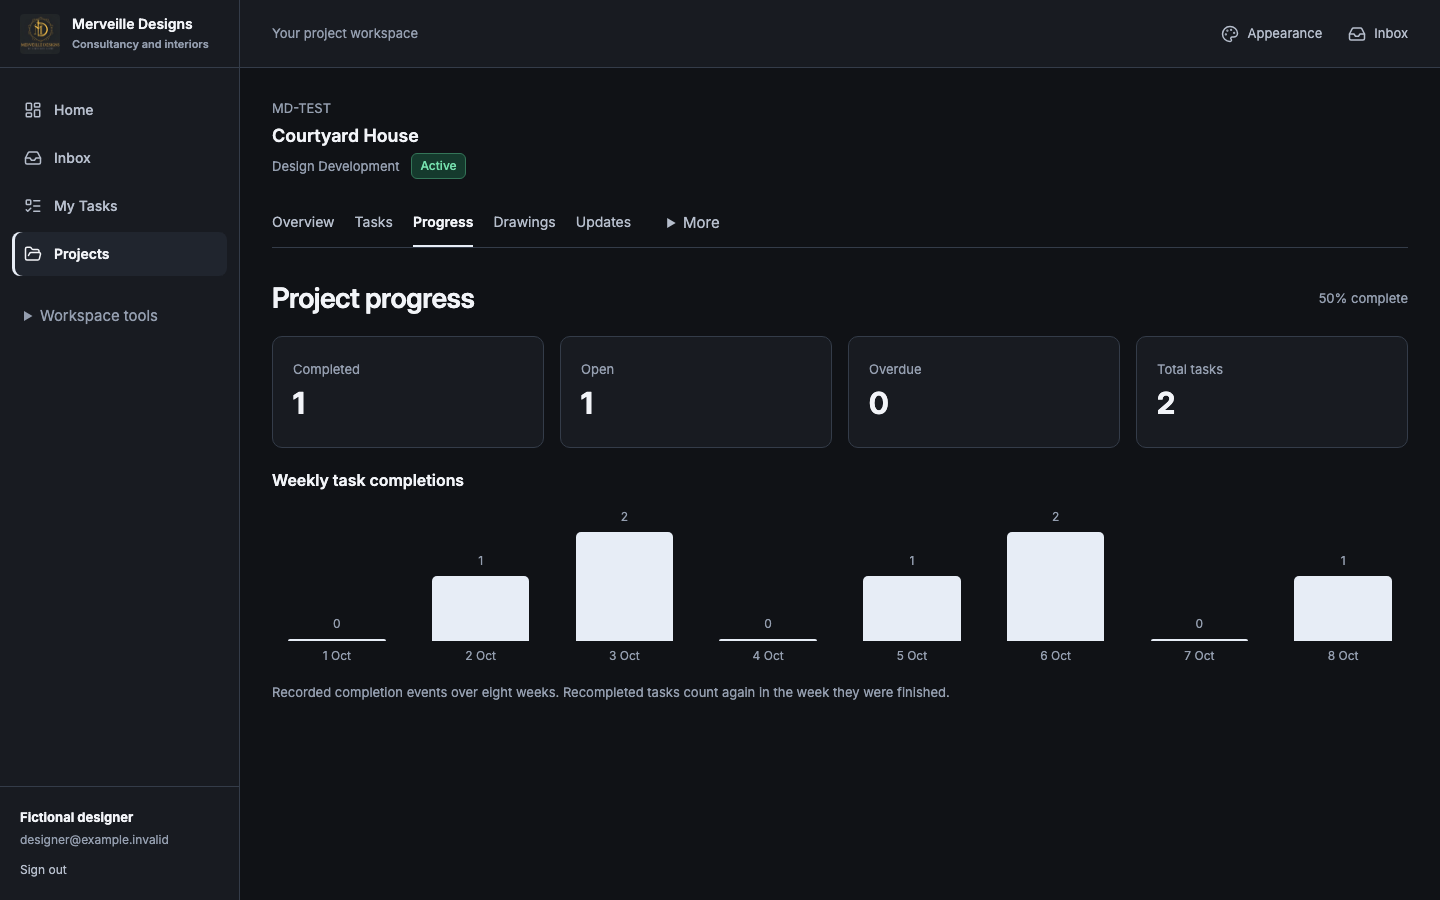 Merveille Designs
Consultancy and interiors
Your project workspace
Appearance
Inbox
Home
Inbox
My Tasks
Projects
Workspace tools
MD-TEST
Courtyard House
Design Development
Active
Overview
Tasks
Progress
Drawings
Updates
More
Project progress
50% complete
Completed
1
Open
1
Overdue
0
Total tasks
2
Weekly task completions
0
1
2
0
1
2
0
1
1 Oct
2 Oct
3 Oct
4 Oct
5 Oct
6 Oct
7 Oct
8 Oct
Recorded completion events over eight weeks. Recompleted tasks count again in the week they were finished.
Fictional designer
designer@example.invalid
Sign out